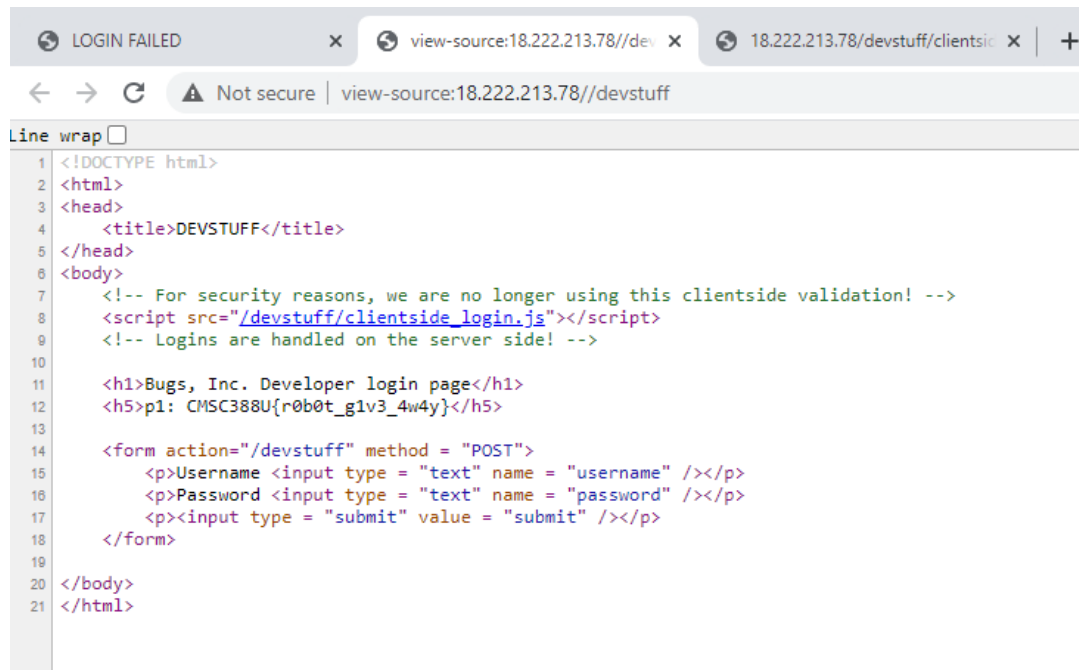 LOGIN FAILED
view-source:18.222.213.78//dev
18.222.213.78/devstuff/clientsic
Not secure | view-source:18.222.213.78//devstuff
Line wrap
1 <!DOCTYPE html>
2 <html>
3 <head>
4 <title>DEVSTUFF</title>
5 </head>
6 <body>
7 <!-- For security reasons, we are no longer using this clientside validation! -->
8 <script src="/devstuff/clientside_login.js"></script>
9 <!-- Logins are handled on the server side! -->
10
11 <h1>Bugs, Inc. Developer login page</h1>
12 <h5>p1: CMSC388U{r0b0t_g1v3_4w4y}</h5>
13
14 <form action="/devstuff" method = "POST">
15 <p>Username <input type = "text" name = "username" /></p>
16 <p>Password <input type = "text" name = "password" /></p>
17 <p><input type = "submit" value = "submit" /></p>
18 </form>
19
20 </body>
21 </html>